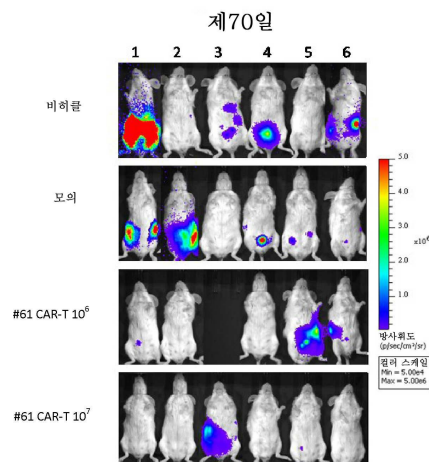 제70일
1 2 3 4 5 6
비히클
모의
#61 CAR-T 10⁶
#61 CAR-T 10⁷
5.0
4.0
3.0
x10⁶
2.0
1.0
방사휘도
(p/sec/cm²/sr)
컬러 스케일
Min = 5.00e4
Max = 5.00e6